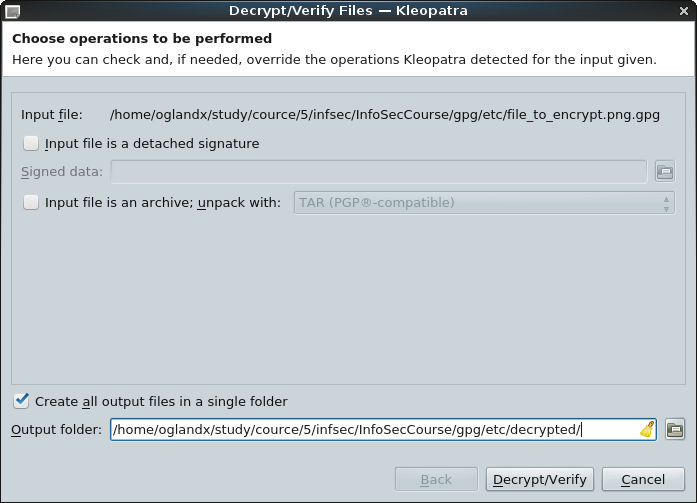 Decrypt/Verify Files — Kleopatra
Choose operations to be performed
Here you can check and, if needed, override the operations Kleopatra detected for the input given.
Input file: /home/oglandx/study/cource/5/infsec/InfoSecCourse/gpg/etc/file_to_encrypt.png.gpg
Input file is a detached signature
Signed data:
Input file is an archive; unpack with: TAR (PGP®-compatible)
Create all output files in a single folder
Output folder: /home/oglandx/study/cource/5/infsec/InfoSecCourse/gpg/etc/decrypted/
Back Decrypt/Verify Cancel